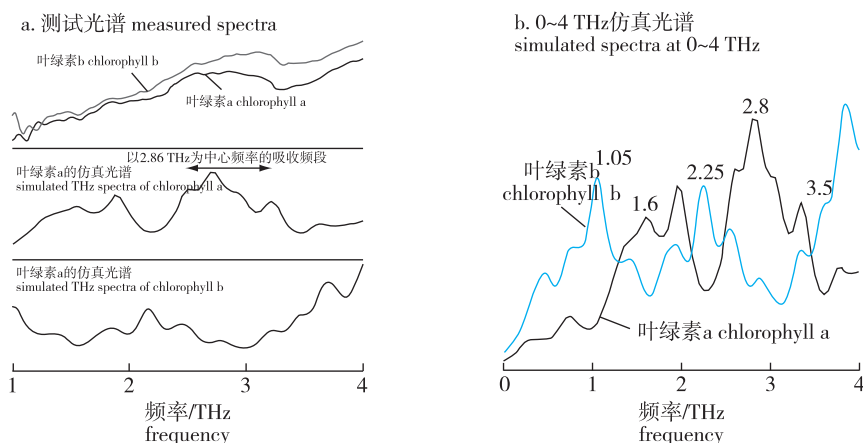 a. 测试光谱 measured spectra
叶绿素b chlorophyll b
叶绿素a chlorophyll a
以2.86 THz为中心频率的吸收频段
叶绿素a的仿真光谱
simulated THz spectra of chlorophyll a
叶绿素a的仿真光谱
simulated THz spectra of chlorophyll b
1 2 3 4
频率/THz
frequency
b. 0~4 THz仿真光谱
simulated spectra at 0~4 THz
2.8
叶绿素b 1.05
2.25
chlorophyll b
1.6
3.5
叶绿素a chlorophyll a
0 1 2 3 4
频率/THz
frequency